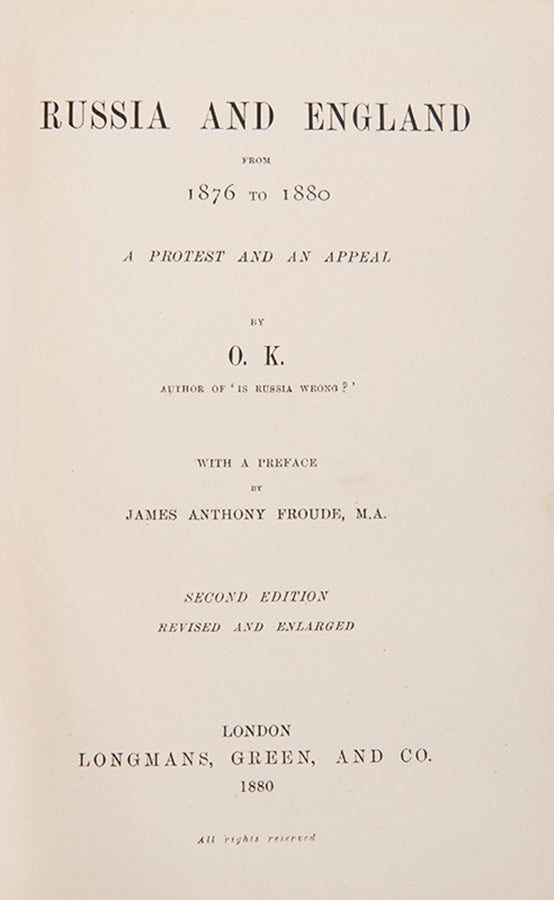 RUSSIA AND ENGLAND
FROM
1876 TO 1880
A PROTEST AND AN APPEAL
BY
O. K.
AUTHOR OF ‘IS RUSSIA WRONG?’
WITH A PREFACE
BY
JAMES ANTHONY FROUDE, M.A.
SECOND EDITION
REVISED AND ENLARGED
LONDON
LONGMANS, GREEN, AND CO.
1880
All rights reserved